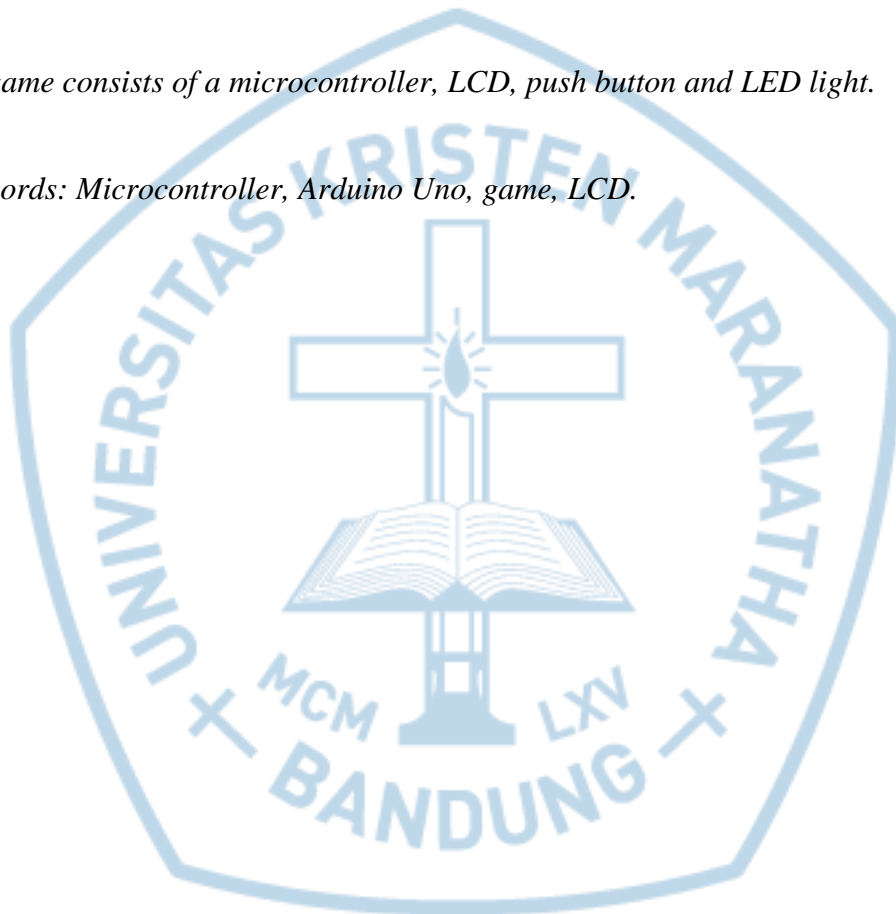 ame consists of a microcontroller, LCD, push button and LED light.
ords: Microcontroller, Arduino Uno, game, LCD.
UNIVERSITAS KRISTEN MARANATHA
MCM LXV
BANDUNG